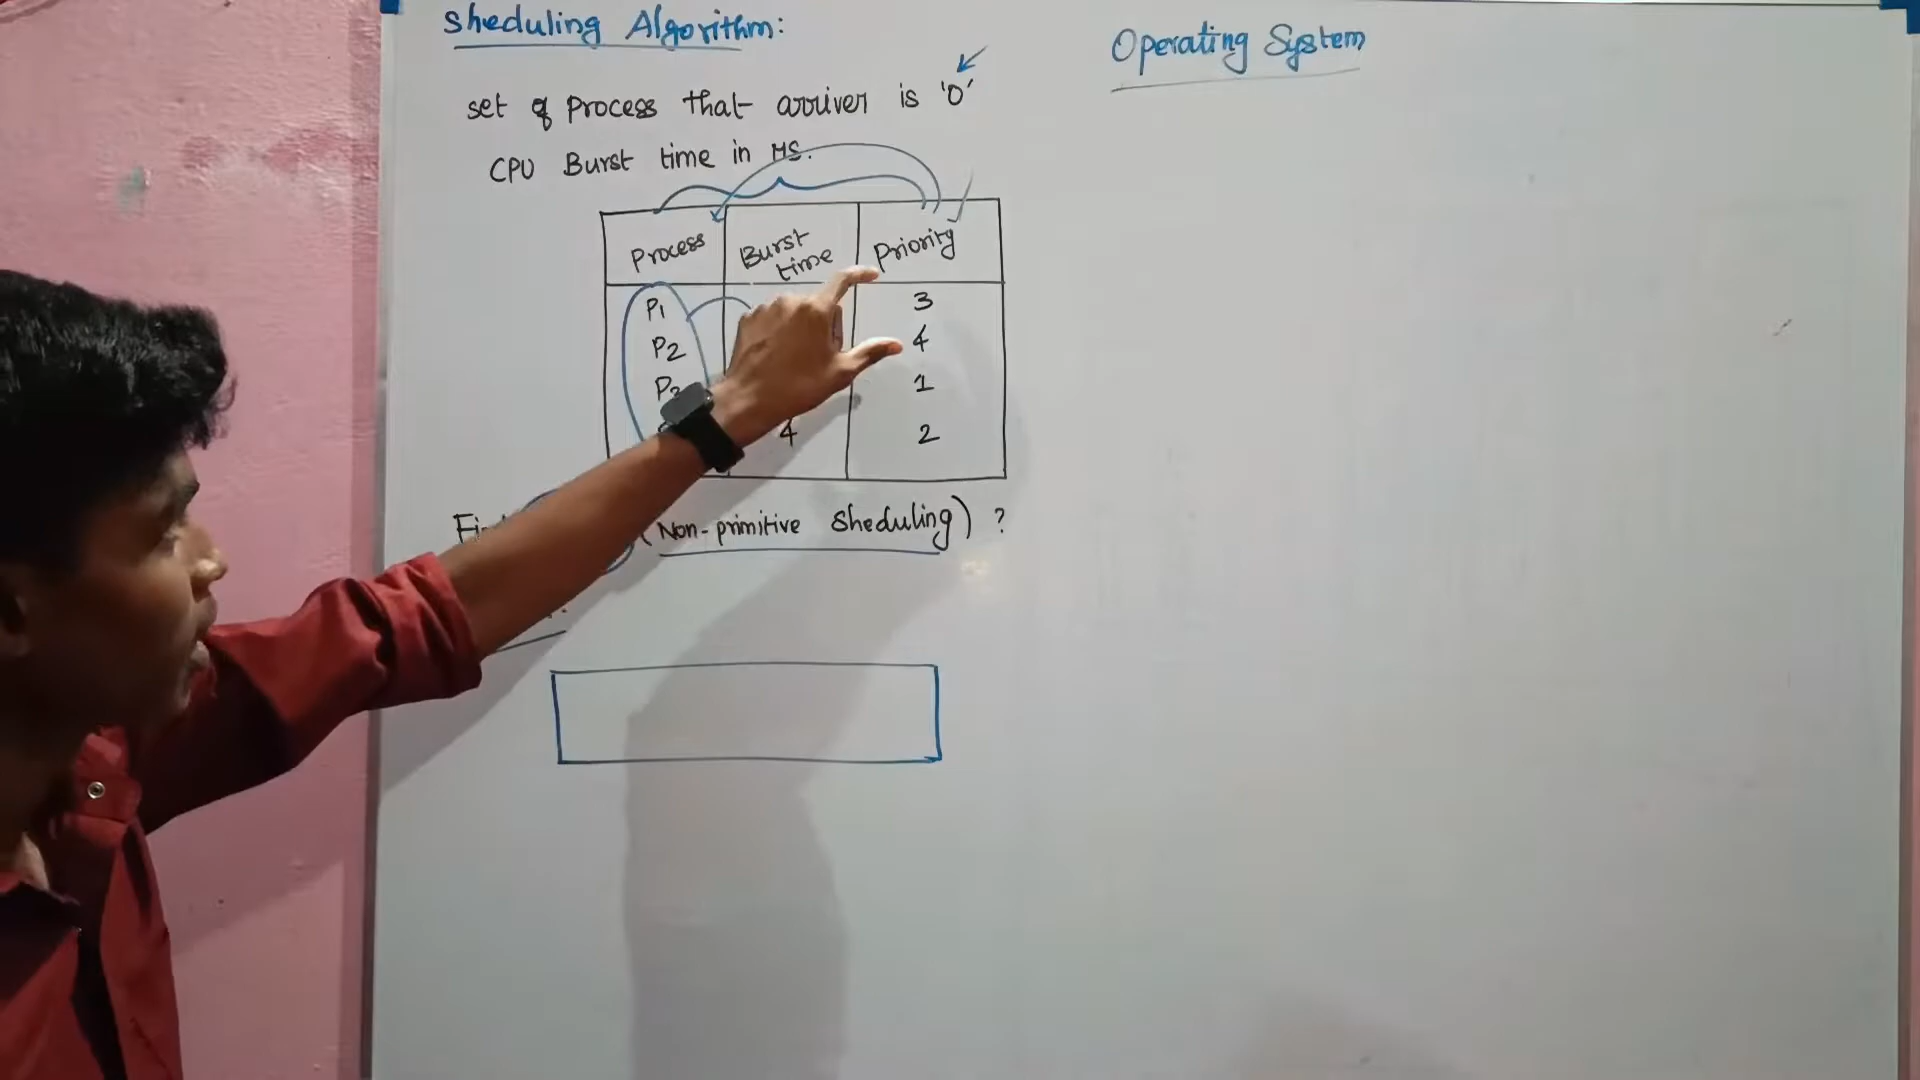 Sheduling Algorithm:
Operating System
set of process that arriver is '0'
CPU Burst time in MS.
Process Burst time Priority
P1 3
P2 4
P3 1
4 2
(Non-primitive Sheduling) ?